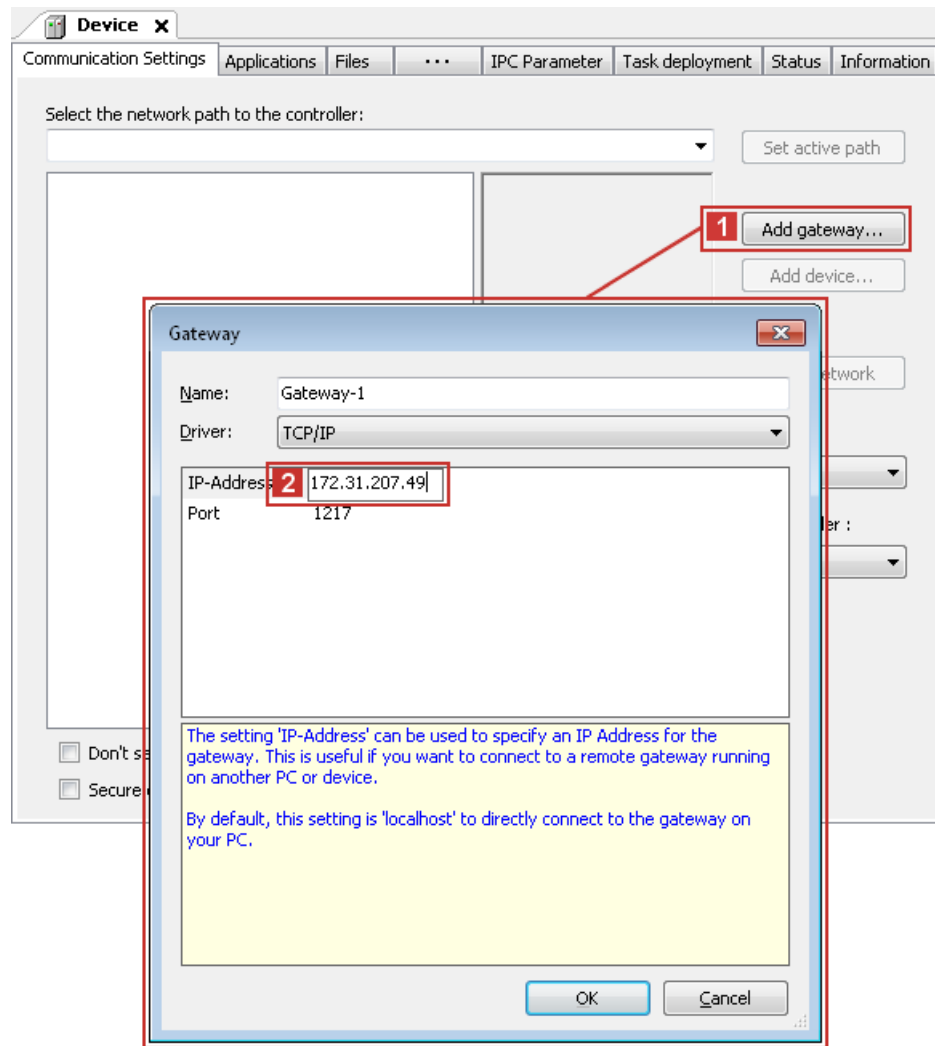 Device
Communication Settings Applications Files ... IPC Parameter Task deployment Status Information
Select the network path to the controller:
Set active path
1 Add gateway...
Add device...
Gateway
Name: Gateway-1
etwork
Driver: TCP/IP
IP-Address 2 172.31.207.49
Port 1217
er :
The setting 'IP-Address' can be used to specify an IP Address for the
gateway. This is useful if you want to connect to a remote gateway running
on another PC or device.
By default, this setting is 'localhost' to directly connect to the gateway on
your PC.
Don't s
Secure
OK Cancel